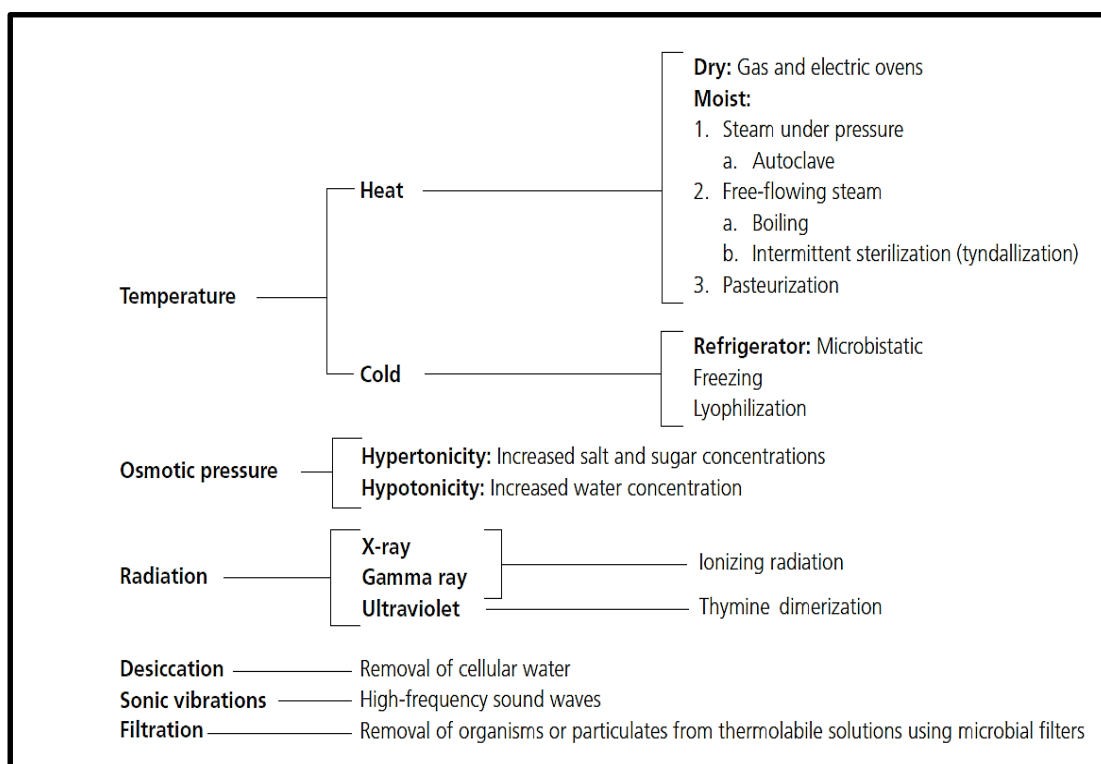 Dry: Gas and electric ovens
Moist:
1. Steam under pressure
a. Autoclave
Heat
2. Free-flowing steam
a. Boiling
b. Intermittent sterilization (tyndallization)
Temperature
3. Pasteurization
Refrigerator: Microbistatic
Cold
Freezing
Lyophilization
Osmotic pressure
Hypertonicity: Increased salt and sugar concentrations
Hypotonicity: Increased water concentration
Radiation
X-ray
Gamma ray
Ionizing radiation
Ultraviolet
Thymine dimerization
Desiccation Removal of cellular water
Sonic vibrations High-frequency sound waves
Filtration Removal of organisms or particulates from thermolabile solutions using microbial filters